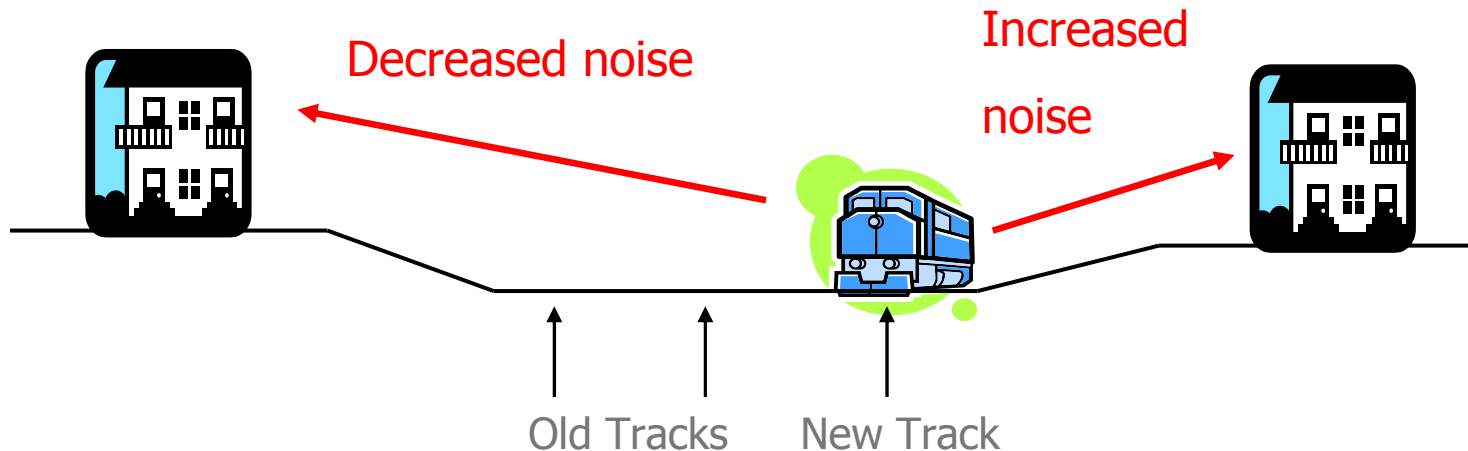 Decreased noise
Increased
noise
Old Tracks
New Track